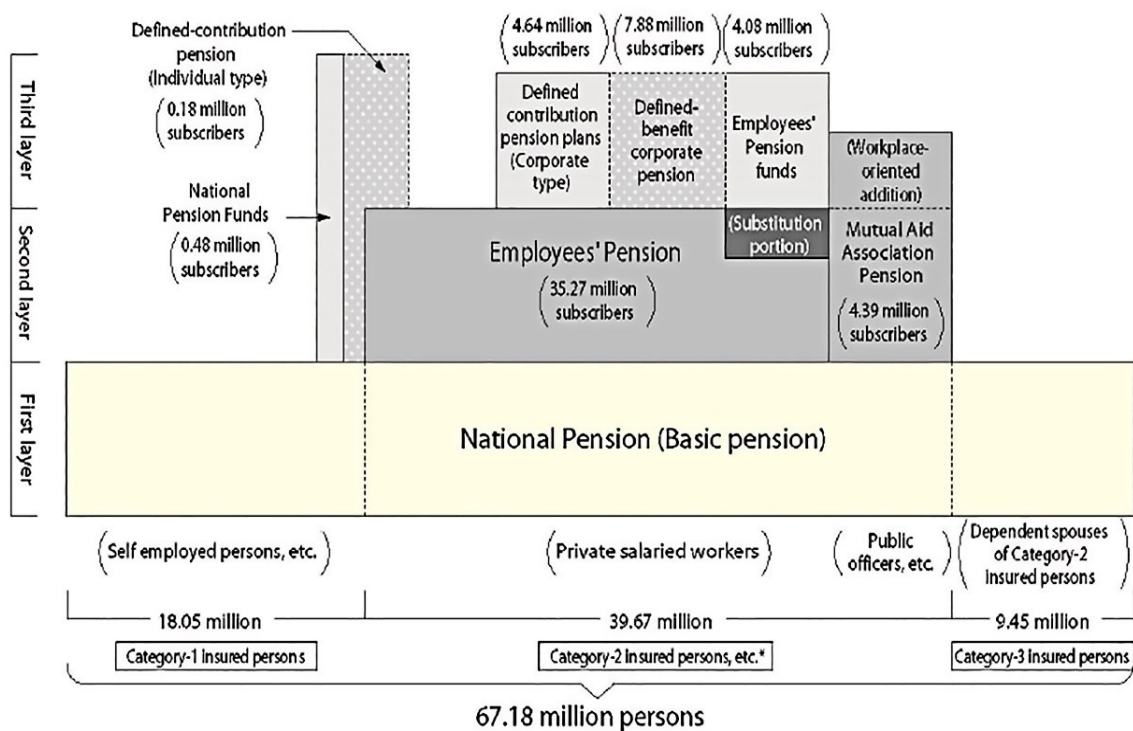 Third layer
Second layer
First layer
Defined-contribution
pension
(Individual type)
(0.18 million
subscribers)
National
Pension Funds
(0.48 million
subscribers)
(4.64 million
subscribers)
(7.88 million
subscribers)
(4.08 million
subscribers)
Defined
contribution
pension plans
(Corporate
type)
Defined-
benefit
corporate
pension
Employees'
Pension
funds
(Workplace-
oriented
addition)
(Substitution
portion)
Employees' Pension
(35.27 million
subscribers)
Mutual Aid
Association
Pension
(4.39 million
subscribers)
National Pension (Basic pension)
(Self employed persons, etc.)
(Private salaried workers)
(Public
officers, etc.)
(Dependent spouses
of Category-2
Insured persons)
18.05 million
39.67 million
9.45 million
Category-1 Insured persons
Category-2 Insured persons, etc.*
Category-3 Insured persons
67.18 million persons